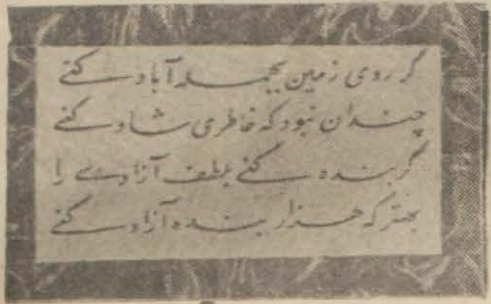 گر روی زمین بجمله آباد کنی
چندان نبود که خاطری شاد کنی
گر بنده کنی بلطف آزادی را
بهتر که هزار بنده آزاد کنی